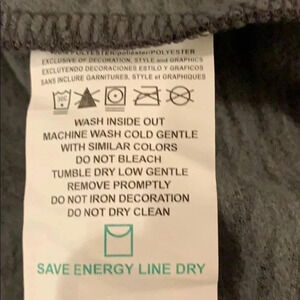 POLYESTER/poliester/POLYESTER
EXCLUSIVE OF DECORATION, STYLE and GRAPHICS
EXCLUYENDO DECORACIONES ESTILO Y GRAFICOS
SANS INCLURE GARNITURES, STYLE et GRAPHIQUES
30C
WASH INSIDE OUT
MACHINE WASH COLD GENTLE
WITH SIMILAR COLORS
DO NOT BLEACH
TUMBLE DRY LOW GENTLE
REMOVE PROMPTLY
DO NOT IRON DECORATION
DO NOT DRY CLEAN
SAVE ENERGY LINE DRY